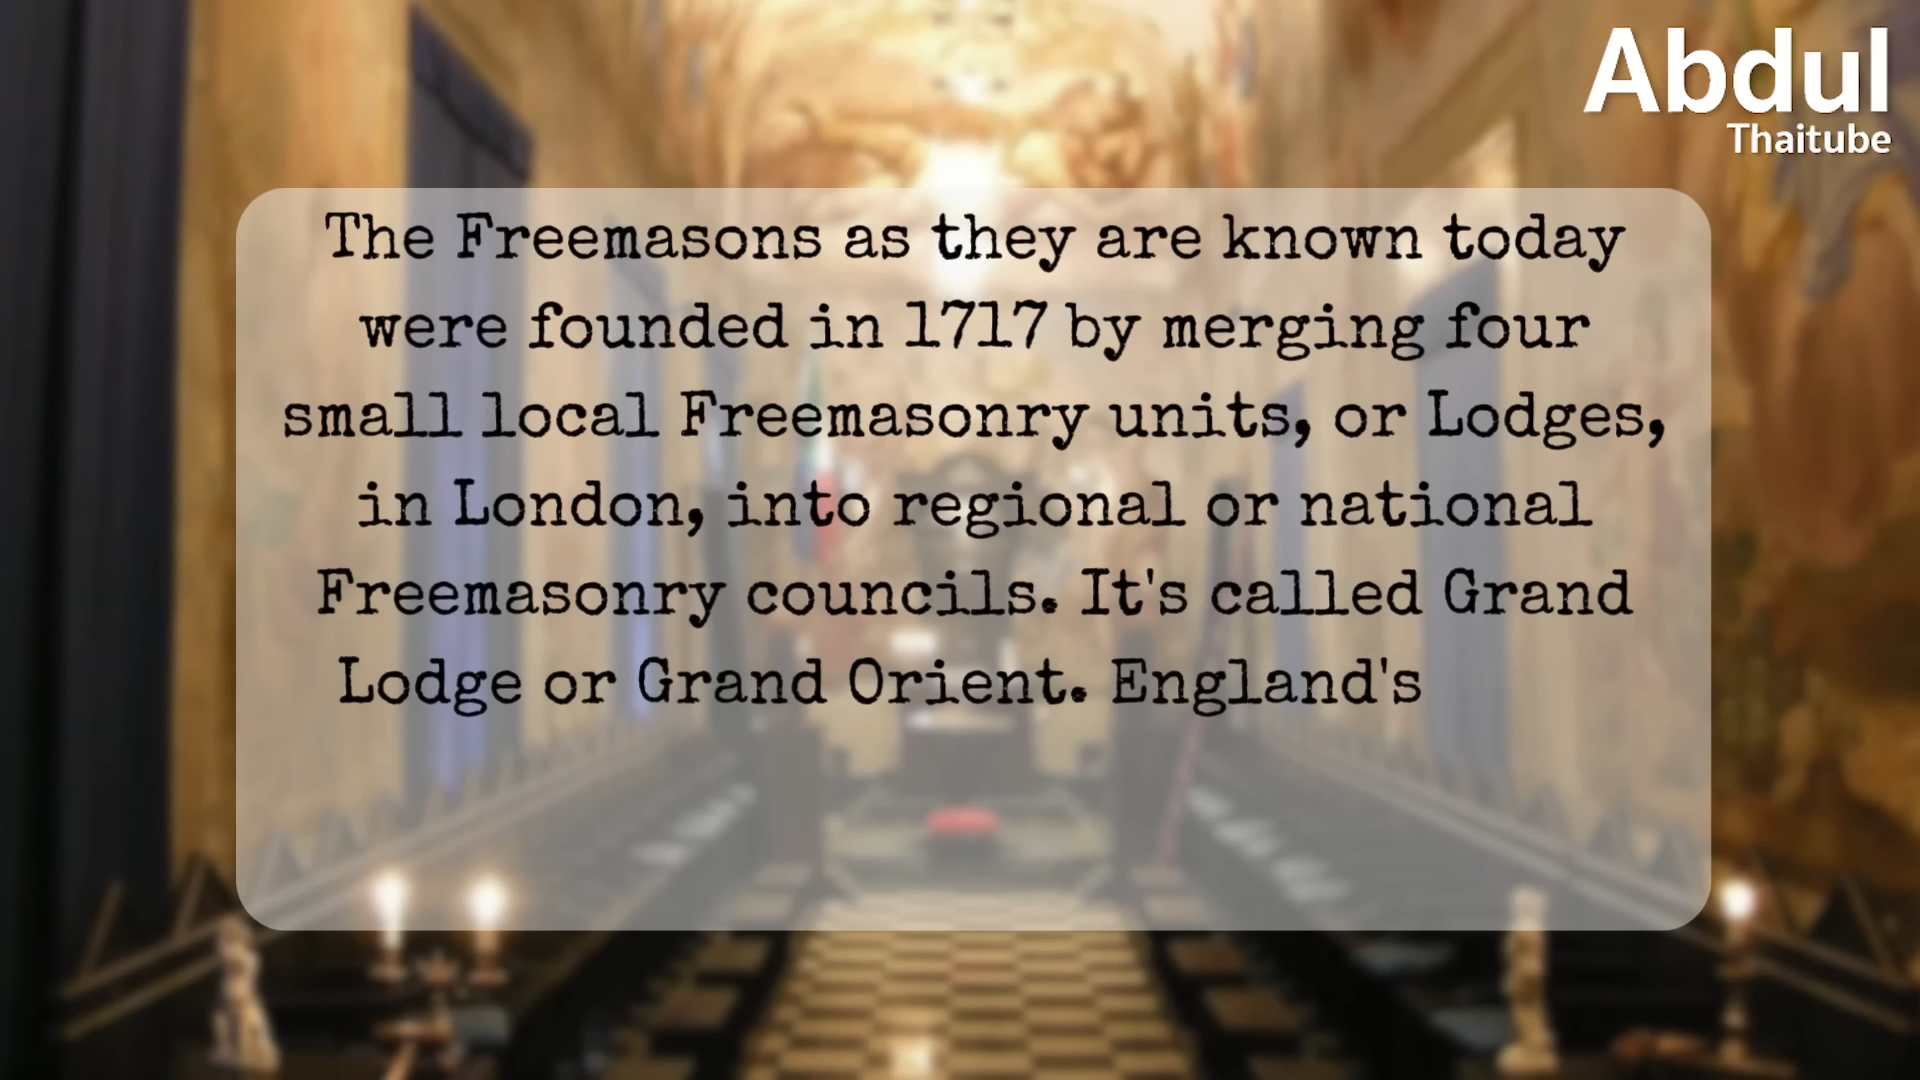 Abdul
Thaitube
The Freemasons as they are known today
were founded in 1717 by merging four
small local Freemasonry units, or Lodges,
in London, into regional or national
Freemasonry councils. It's called Grand
Lodge or Grand Orient. England's